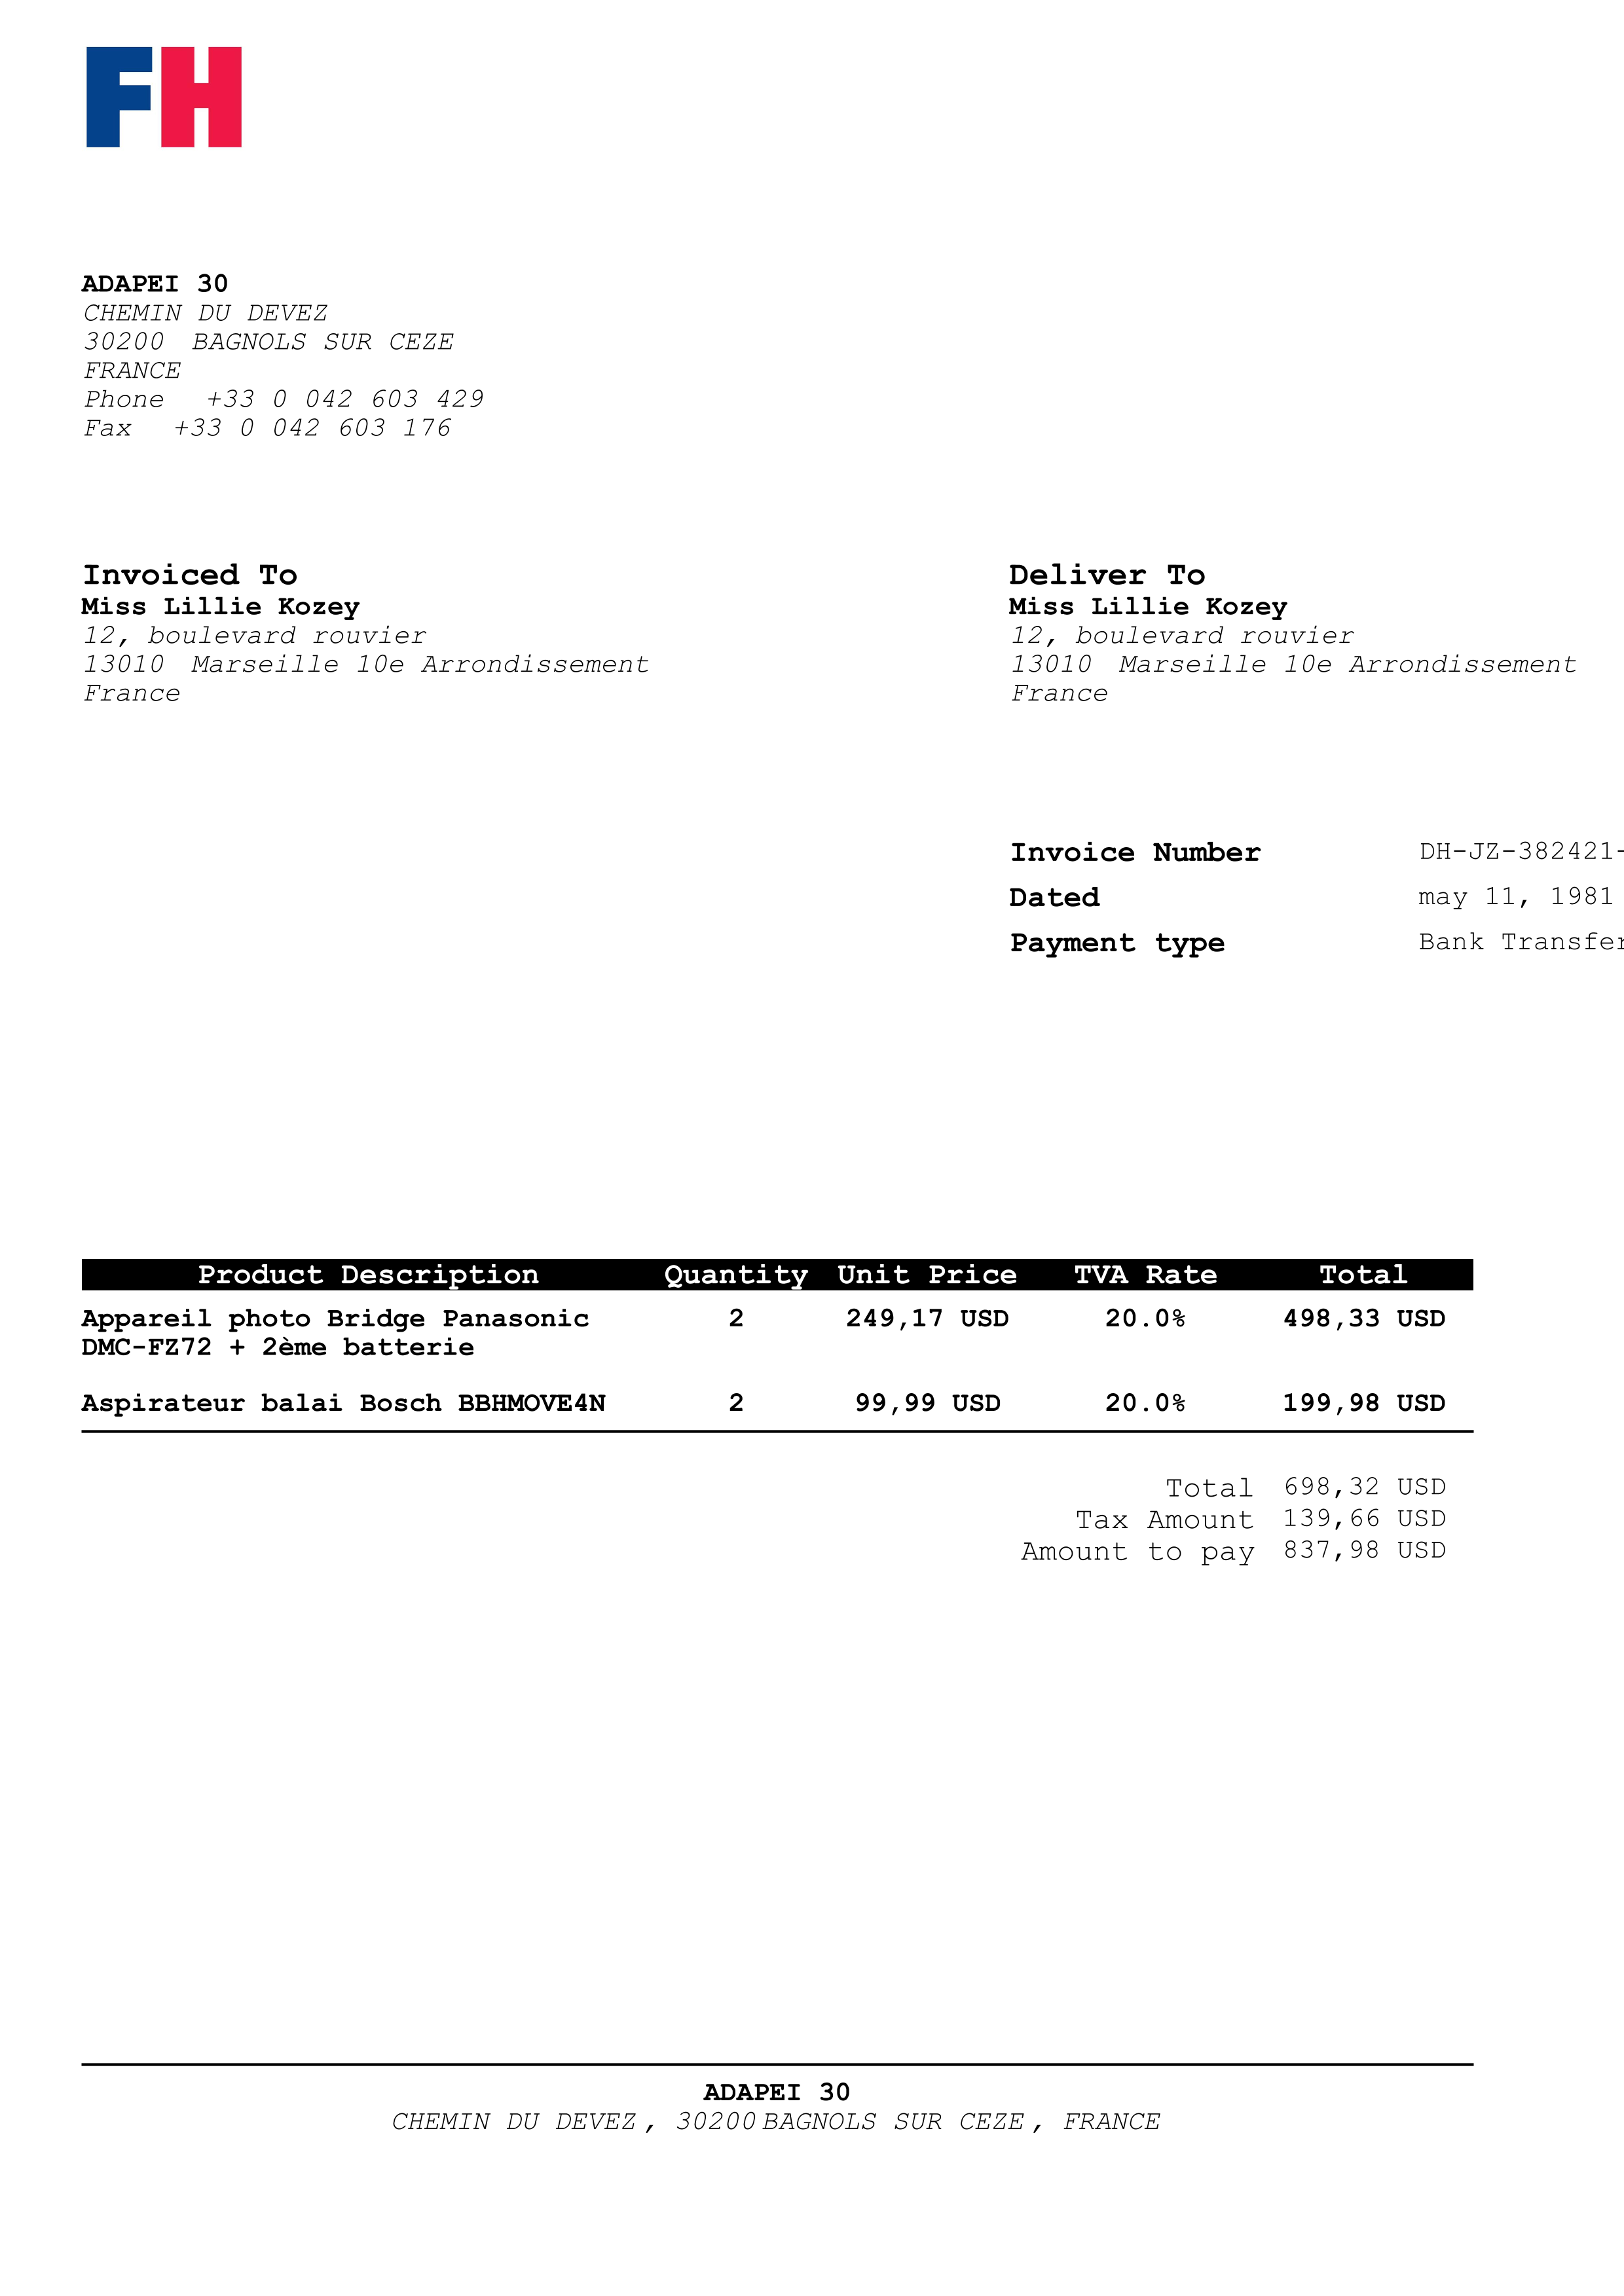 FH
ADAPEI 30
CHEMIN DU DEVEZ
30200 BAGNOLS SUR CEZE
FRANCE
Phone +33 0 042 603 429
Fax +33 0 042 603 176
Invoiced To
Miss Lillie Kozey
12, boulevard rouvier
13010 Marseille 10e Arrondissement
France
Deliver To
Miss Lillie Kozey
12, boulevard rouvier
13010 Marseille 10e Arrondissement
France
Invoice Number DH-JZ-382421-
Dated may 11, 1981
Payment type Bank Transfer
Product Description Quantity Unit Price TVA Rate Total
Appareil photo Bridge Panasonic 2 249,17 USD 20.0% 498,33 USD
DMC-FZ72 + 2ème batterie
Aspirateur balai Bosch BBHMOVE4N 2 99,99 USD 20.0% 199,98 USD
Total 698,32 USD
Tax Amount 139,66 USD
Amount to pay 837,98 USD
ADAPEI 30
CHEMIN DU DEVEZ, 30200 BAGNOLS SUR CEZE, FRANCE